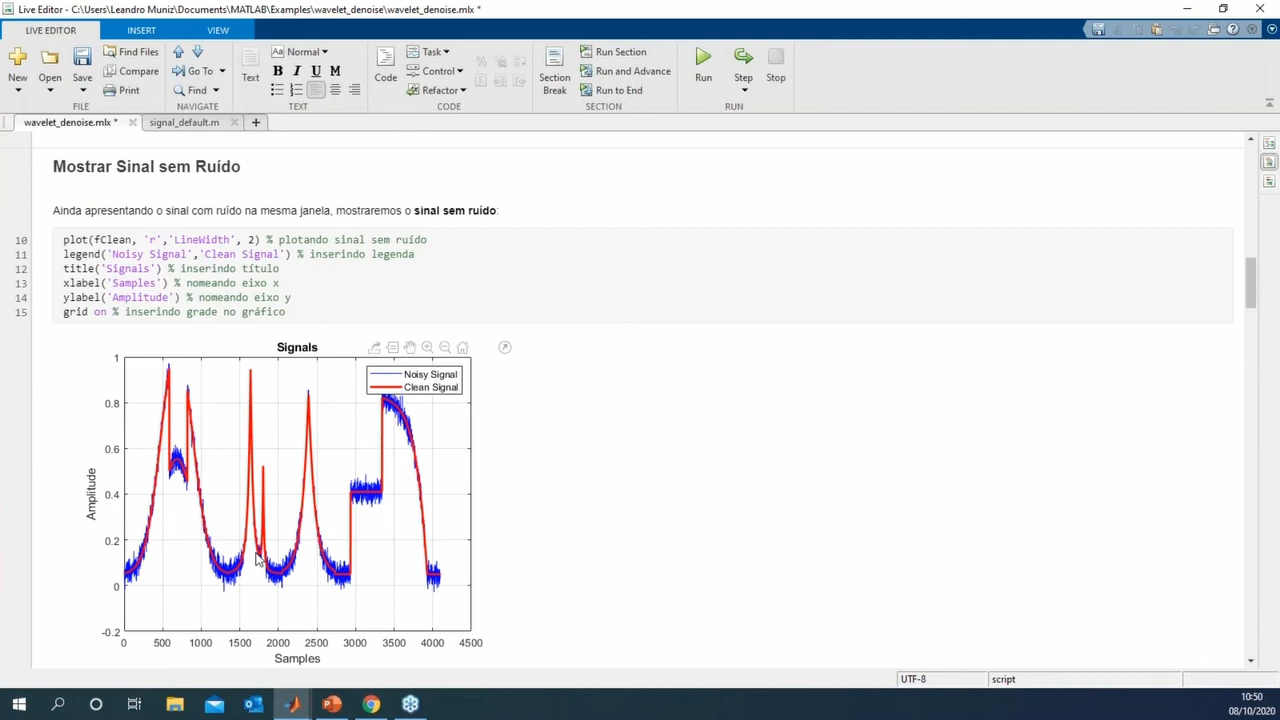 Live Editor - C:\Users\Leandro Muniz\Documents\MATLAB\Examples\wavelet_denoise\wavelet_denoise.mlx *
LIVE EDITOR INSERT VIEW
New Open Save Find Files Compare Print
FILE
Go To Find
NAVIGATE
Text Aa Normal B I U M
TEXT
Code Task Control Refactor
CODE
Section Break Run Section Run and Advance Run to End
SECTION
Run Step Stop
RUN
wavelet_denoise.mlx * signal_default.m
Mostrar Sinal sem Ruído
Ainda apresentando o sinal com ruído na mesma janela, mostraremos o sinal sem ruído:
10 plot(fClean, 'r','LineWidth', 2) % plotando sinal sem ruído
11 legend('Noisy Signal','Clean Signal') % inserindo legenda
12 title('Signals') % inserindo título
13 xlabel('Samples') % nomeando eixo x
14 ylabel('Amplitude') % nomeando eixo y
15 grid on % inserindo grade no gráfico
Signals
Noisy Signal
Clean Signal
1
0.8
0.6
0.4
0.2
0
-0.2
Amplitude
0 500 1000 1500 2000 2500 3000 3500 4000 4500
Samples
UTF-8 script
10:50
08/10/2020